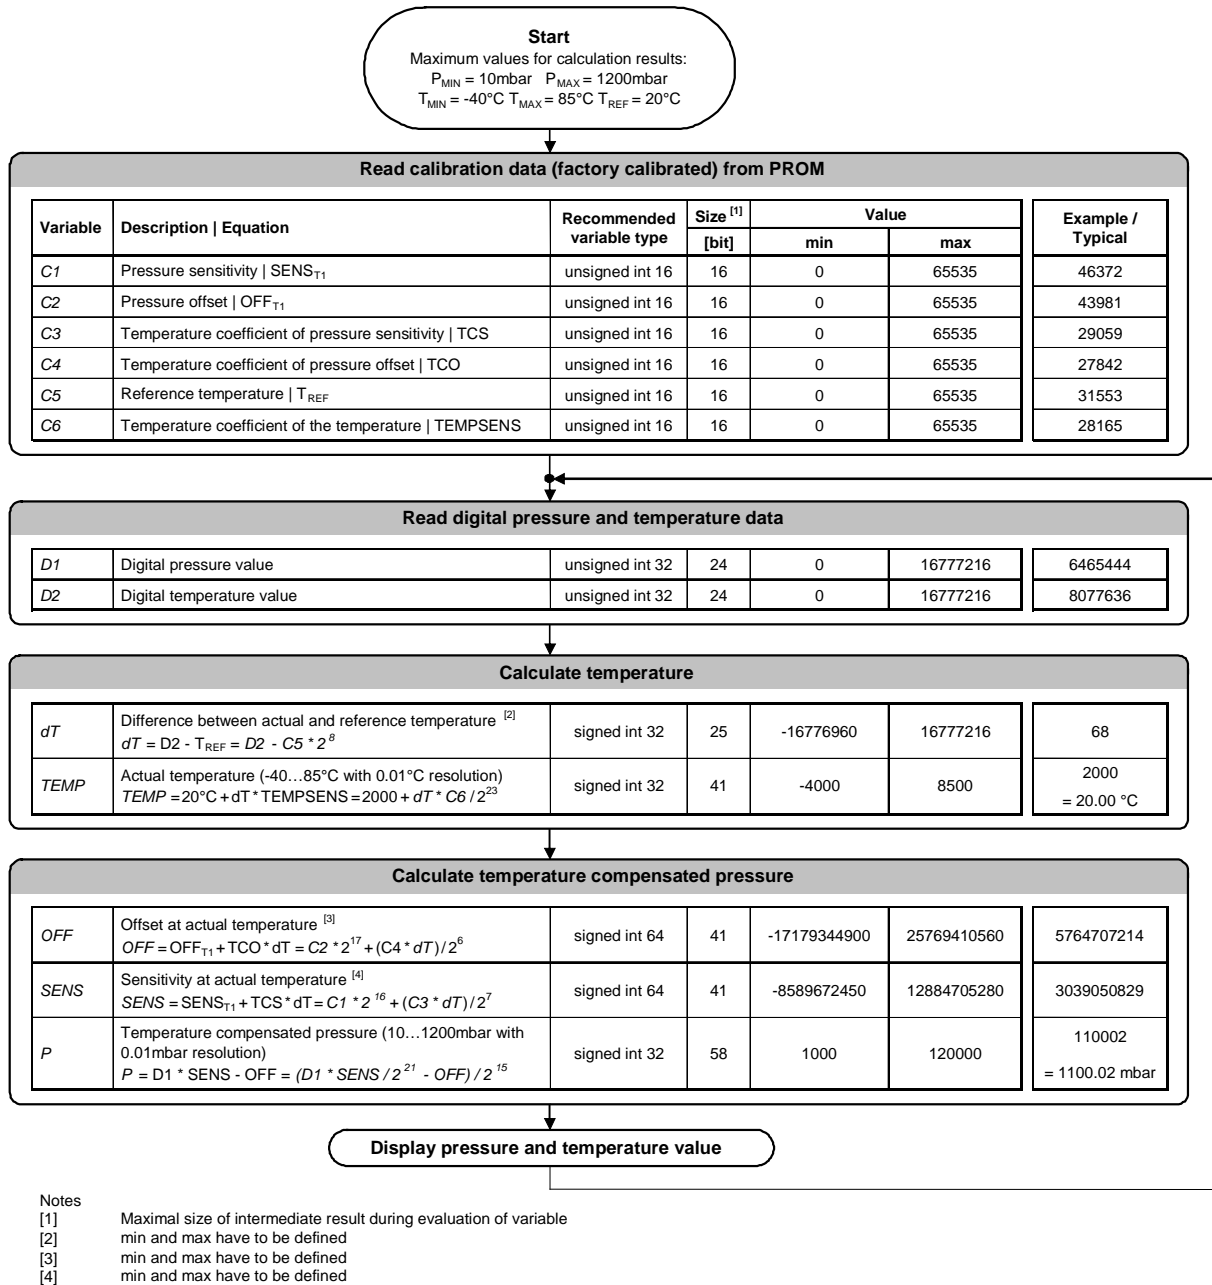 Start
Maximum values for calculation results:
P_MIN = 10mbar P_MAX = 1200mbar
T_MIN = -40°C T_MAX = 85°C T_REF = 20°C
Read calibration data (factory calibrated) from PROM
Variable Description | Equation Recommended variable type Size [1] [bit] Value min max Example / Typical
C1 Pressure sensitivity | SENS_T1 unsigned int 16 16 0 65535 46372
C2 Pressure offset | OFF_T1 unsigned int 16 16 0 65535 43981
C3 Temperature coefficient of pressure sensitivity | TCS unsigned int 16 16 0 65535 29059
C4 Temperature coefficient of pressure offset | TCO unsigned int 16 16 0 65535 27842
C5 Reference temperature | T_REF unsigned int 16 16 0 65535 31553
C6 Temperature coefficient of the temperature | TEMPSENS unsigned int 16 16 0 65535 28165
Read digital pressure and temperature data
D1 Digital pressure value unsigned int 32 24 0 16777216 6465444
D2 Digital temperature value unsigned int 32 24 0 16777216 8077636
Calculate temperature
dT Difference between actual and reference temperature [2]
dT = D2 - T_REF = D2 - C5 * 2^8 signed int 32 25 -16776960 16777216 68
TEMP Actual temperature (-40…85°C with 0.01°C resolution)
TEMP = 20°C + dT * TEMPSENS = 2000 + dT * C6 / 2^23 signed int 32 41 -4000 8500 2000
= 20.00 °C
Calculate temperature compensated pressure
OFF Offset at actual temperature [3]
OFF = OFF_T1 + TCO * dT = C2 * 2^17 + (C4 * dT) / 2^6 signed int 64 41 -17179344900 25769410560 5764707214
SENS Sensitivity at actual temperature [4]
SENS = SENS_T1 + TCS * dT = C1 * 2^16 + (C3 * dT) / 2^7 signed int 64 41 -8589672450 12884705280 3039050829
P Temperature compensated pressure (10…1200mbar with
0.01mbar resolution)
P = D1 * SENS - OFF = (D1 * SENS / 2^21 - OFF) / 2^15 signed int 32 58 1000 120000 110002
= 1100.02 mbar
Display pressure and temperature value
Notes
[1] Maximal size of intermediate result during evaluation of variable
[2] min and max have to be defined
[3] min and max have to be defined
[4] min and max have to be defined